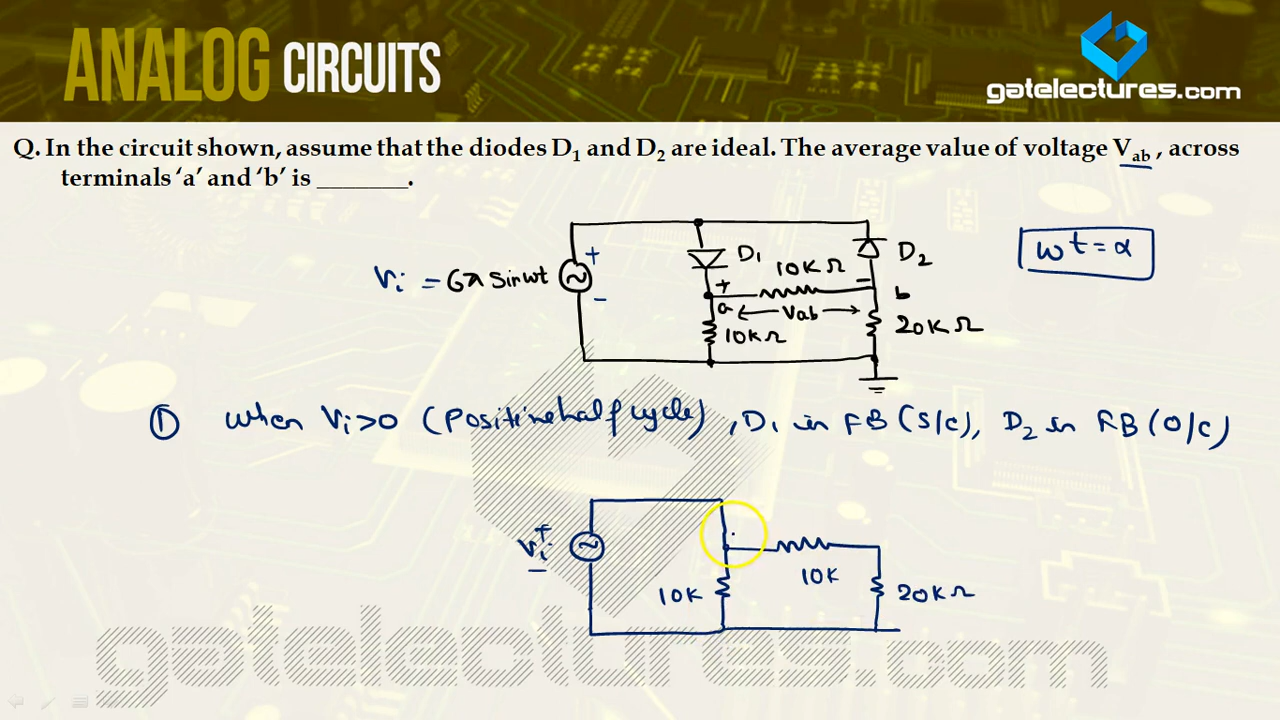 ANALOG CIRCUITS
gatelectures.com
Q. In the circuit shown, assume that the diodes D₁ and D₂ are ideal. The average value of voltage Vab , across
terminals ‘a’ and ‘b’ is ________.
Vi = 6π Sinwt
+
-
D1
10KΩ
D2
wt = α
+
-
a
Vab
b
10KΩ
20KΩ
① when Vi>0 (Positive half cycle), D1 in FB (S/C), D2 in RB (O/C)
Vi
+
-
10K
10K
20KΩ
gatelectures.com